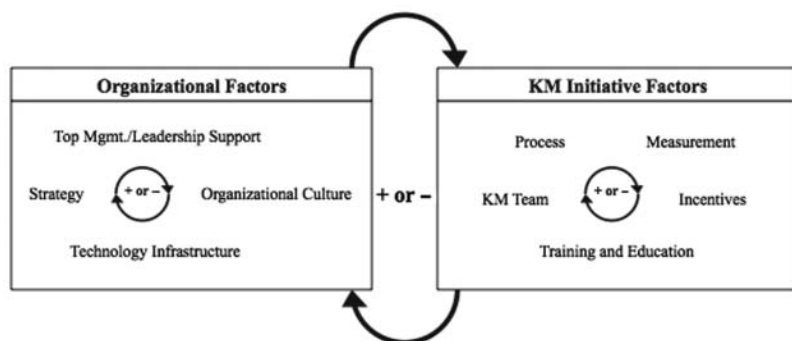 Organizational Factors
Top Mgmt./Leadership Support
Strategy
+ or –
Organizational Culture
Technology Infrastructure
+ or –
KM Initiative Factors
Process
Measurement
KM Team
+ or –
Incentives
Training and Education